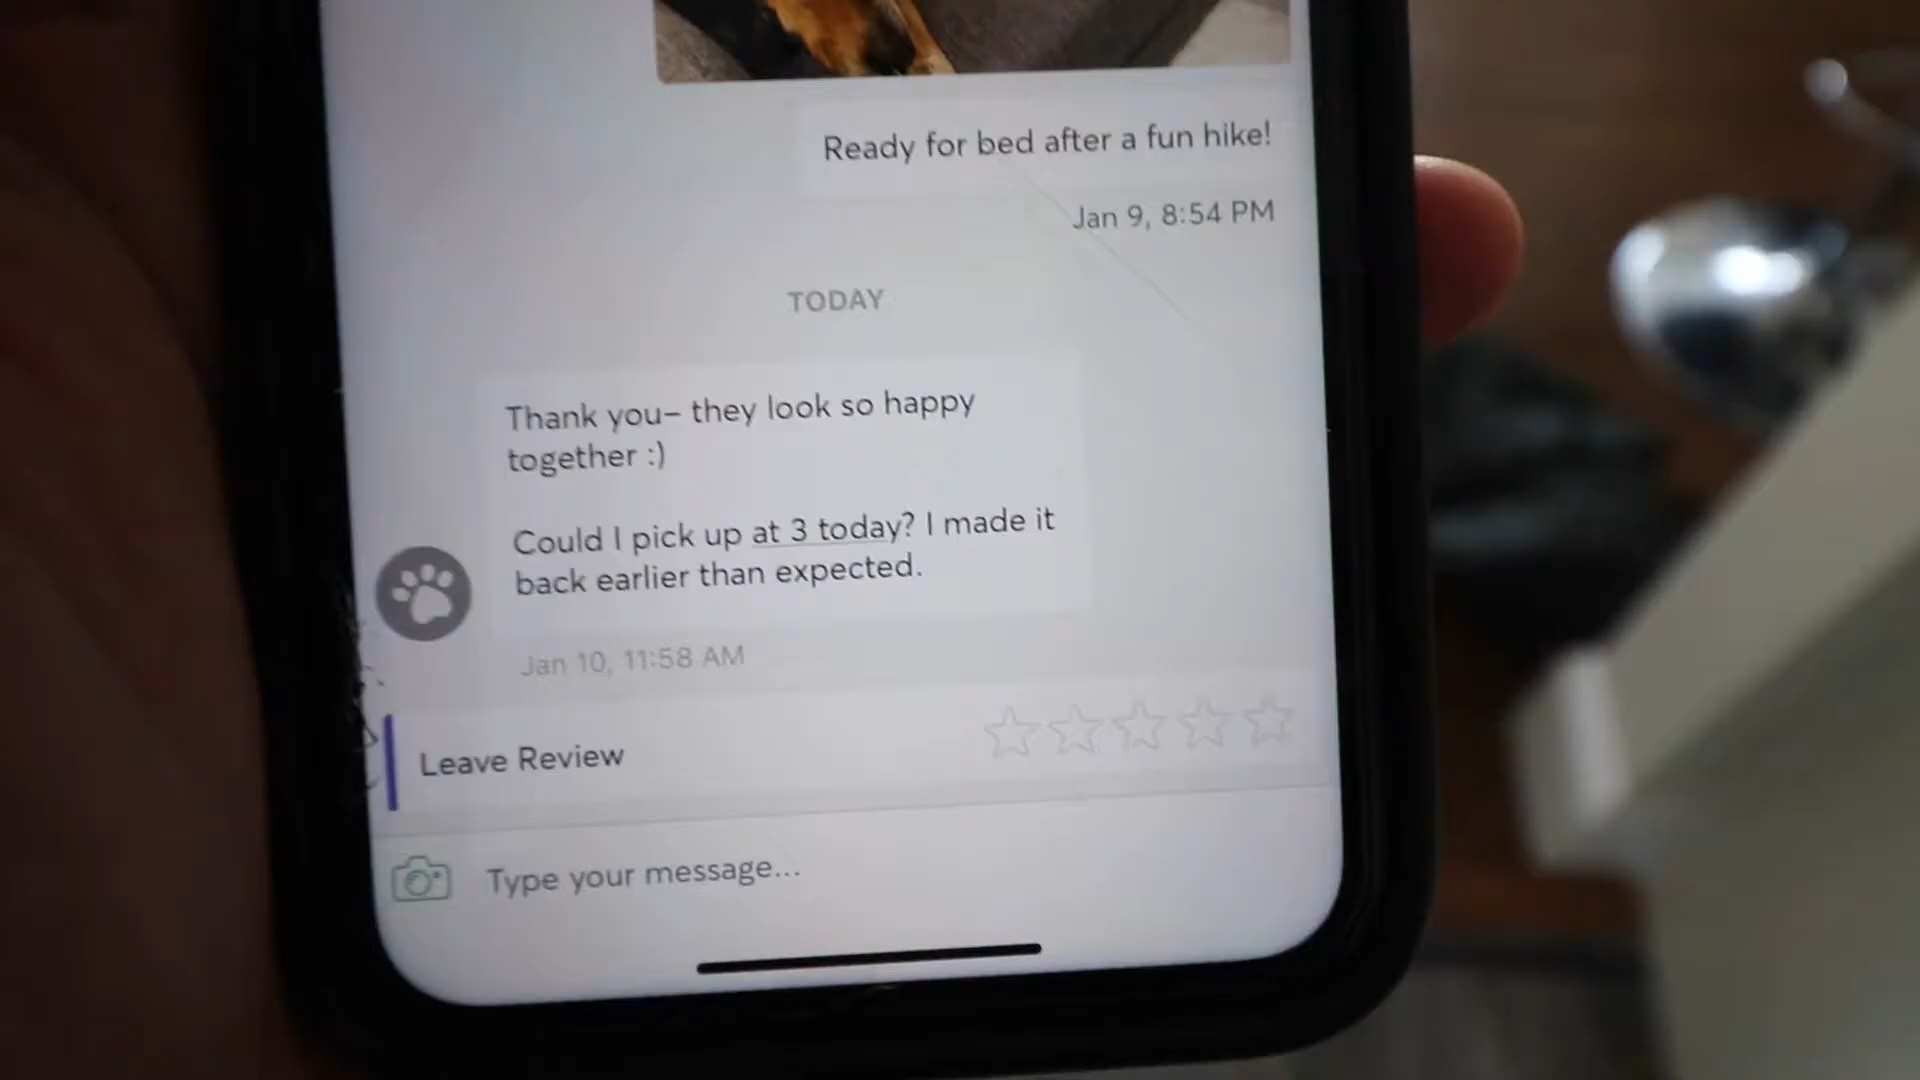 Ready for bed after a fun hike!
Jan 9, 8:54 PM
TODAY
Thank you– they look so happy
together :)
Could I pick up at 3 today? I made it
back earlier than expected.
Jan 10, 11:58 AM
Leave Review
Type your message...